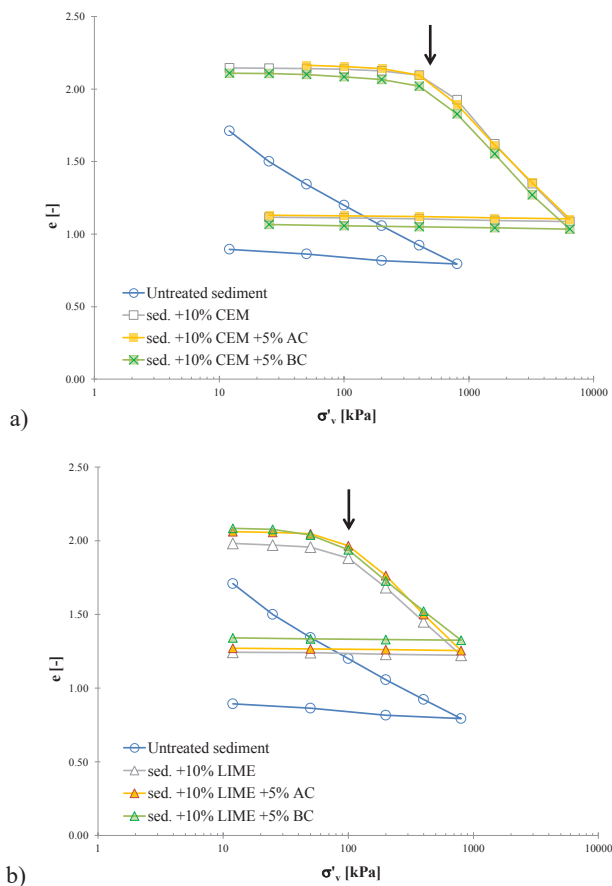 2.50
2.00
1.50
e [-]
1.00
0.50
0.00
Untreated sediment
sed. +10% CEM
sed. +10% CEM +5% AC
sed. +10% CEM +5% BC
1 10 100 1000 10000
σ'v [kPa]
a)
2.50
2.00
1.50
e [-]
1.00
0.50
0.00
Untreated sediment
sed. +10% LIME
sed. +10% LIME +5% AC
sed. +10% LIME +5% BC
1 10 100 1000 10000
σ'v [kPa]
b)